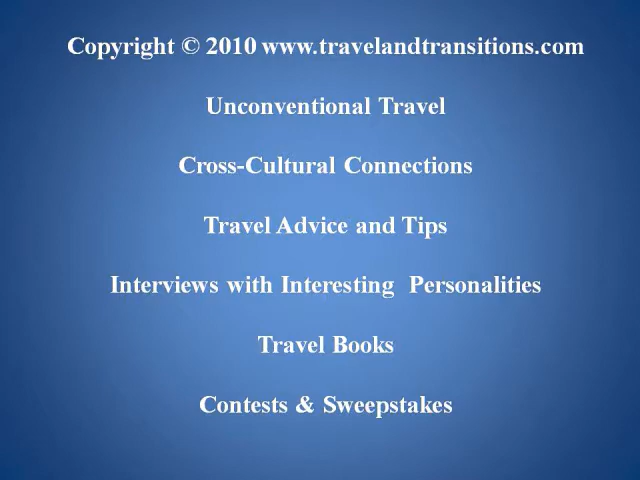 Copyright © 2010 www.travelandtransitions.com
Unconventional Travel
Cross-Cultural Connections
Travel Advice and Tips
Interviews with Interesting  Personalities
Travel Books
Contests & Sweepstakes